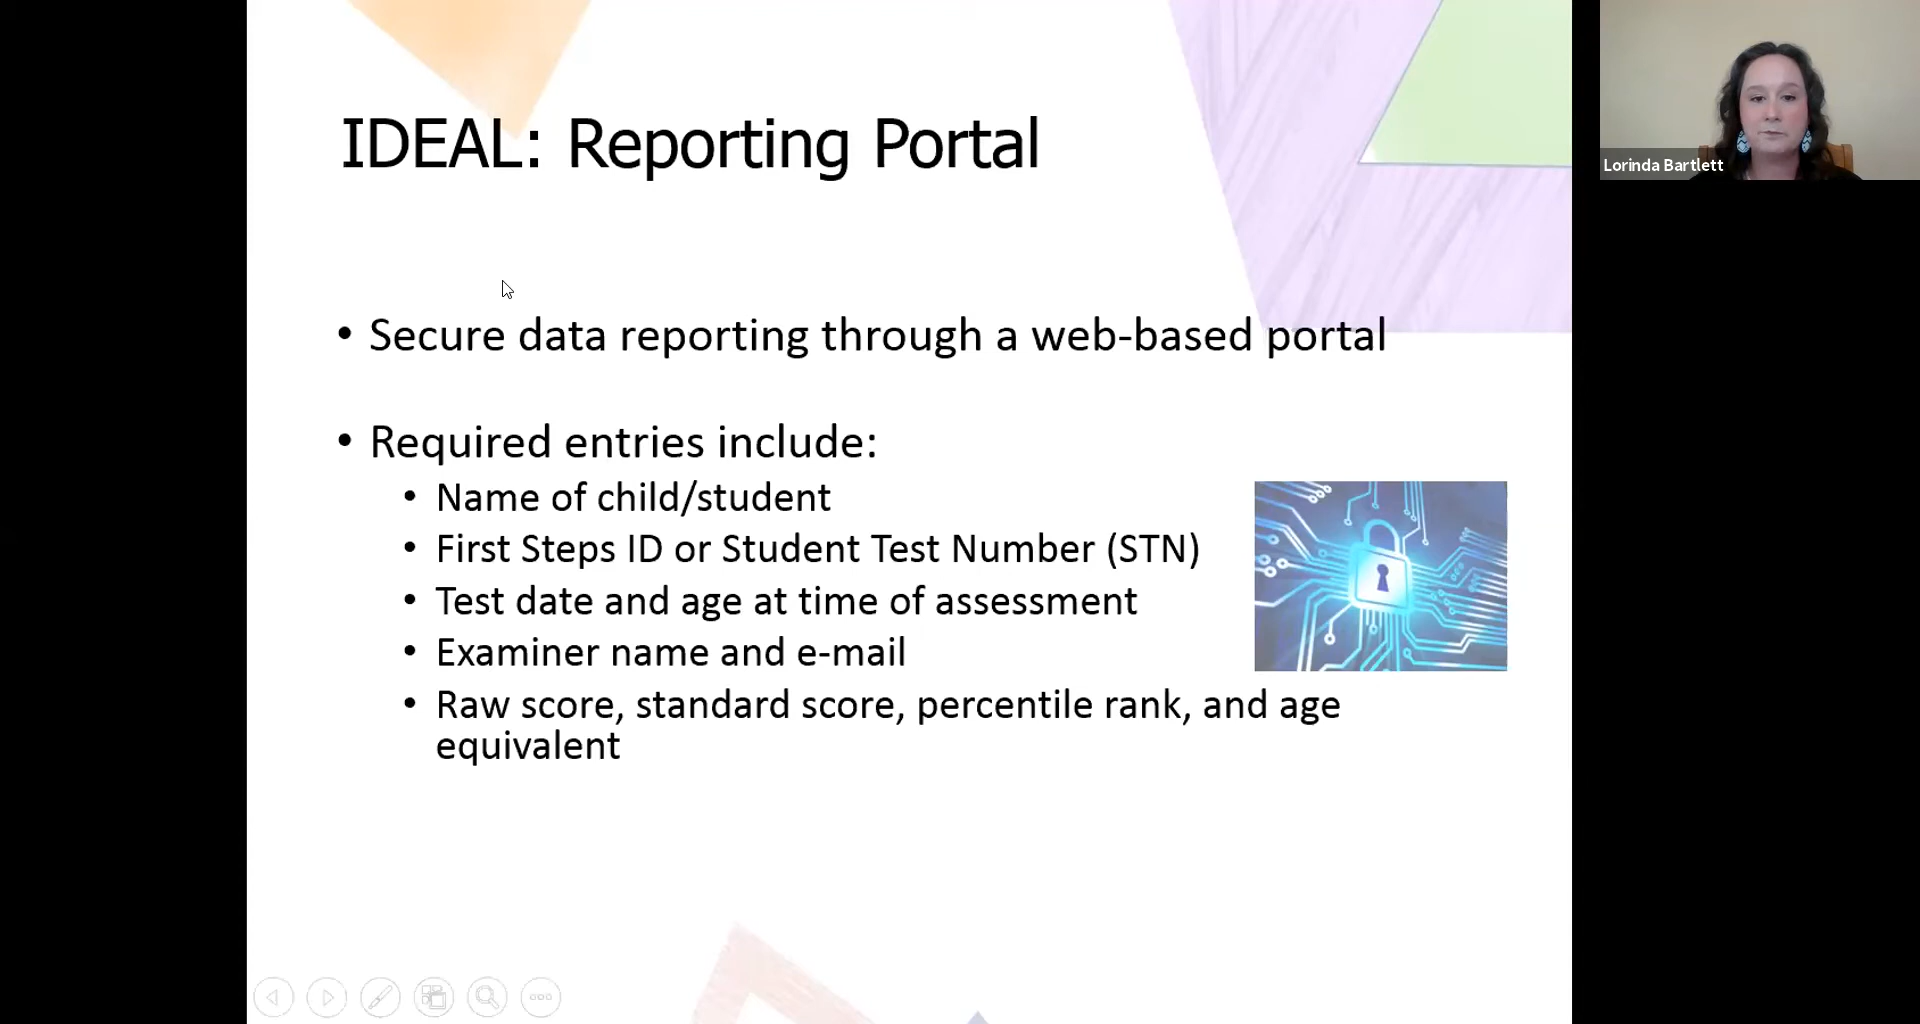 IDEAL: Reporting Portal
Lorinda Bartlett
• Secure data reporting through a web-based portal
• Required entries include:
• Name of child/student
• First Steps ID or Student Test Number (STN)
• Test date and age at time of assessment
• Examiner name and e-mail
• Raw score, standard score, percentile rank, and age
equivalent